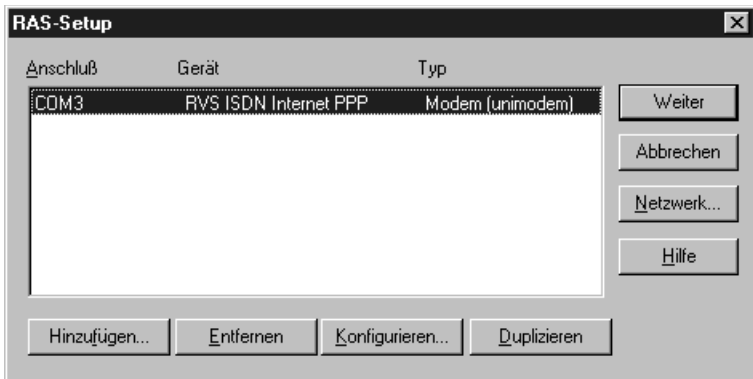 RAS-Setup
Anschluß Gerät Typ
COM3 RVS ISDN Internet PPP Modem (unimodem)
Weiter
Abbrechen
Netzwerk...
Hilfe
Hinzufügen... Entfernen Konfigurieren... Duplizieren